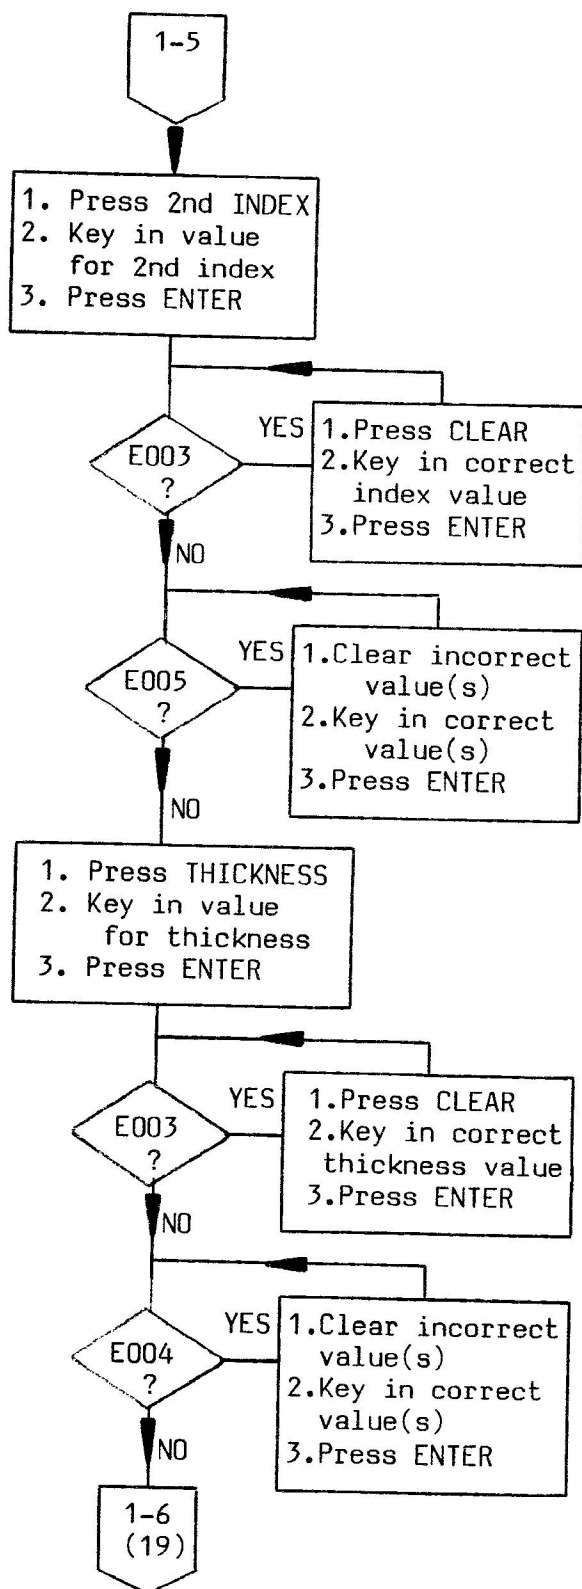 1-5
1. Press 2nd INDEX
2. Key in value
for 2nd index
3. Press ENTER
E003
?
YES
1.Press CLEAR
2.Key in correct
index value
3.Press ENTER
NO
E005
?
YES
1.Clear incorrect
value(s)
2.Key in correct
value(s)
3.Press ENTER
NO
1. Press THICKNESS
2. Key in value
for thickness
3. Press ENTER
E003
?
YES
1.Press CLEAR
2.Key in correct
thickness value
3.Press ENTER
NO
E004
?
YES
1.Clear incorrect
value(s)
2.Key in correct
value(s)
3.Press ENTER
NO
1-6
(19)